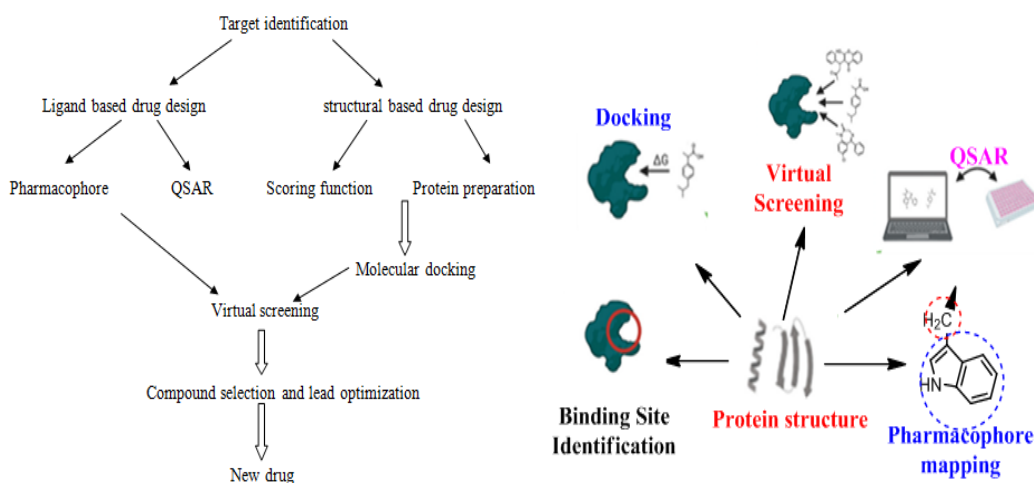 Target identification
Ligand based drug design
structural based drug design
Pharmacophore
QSAR
Scoring function
Protein preparation
Molecular docking
Virtual screening
Compound selection and lead optimization
New drug
Docking
ΔG
Virtual
Screening
QSAR
H₂C
HN
Binding Site
Identification
Protein structure
Pharmacophore
mapping